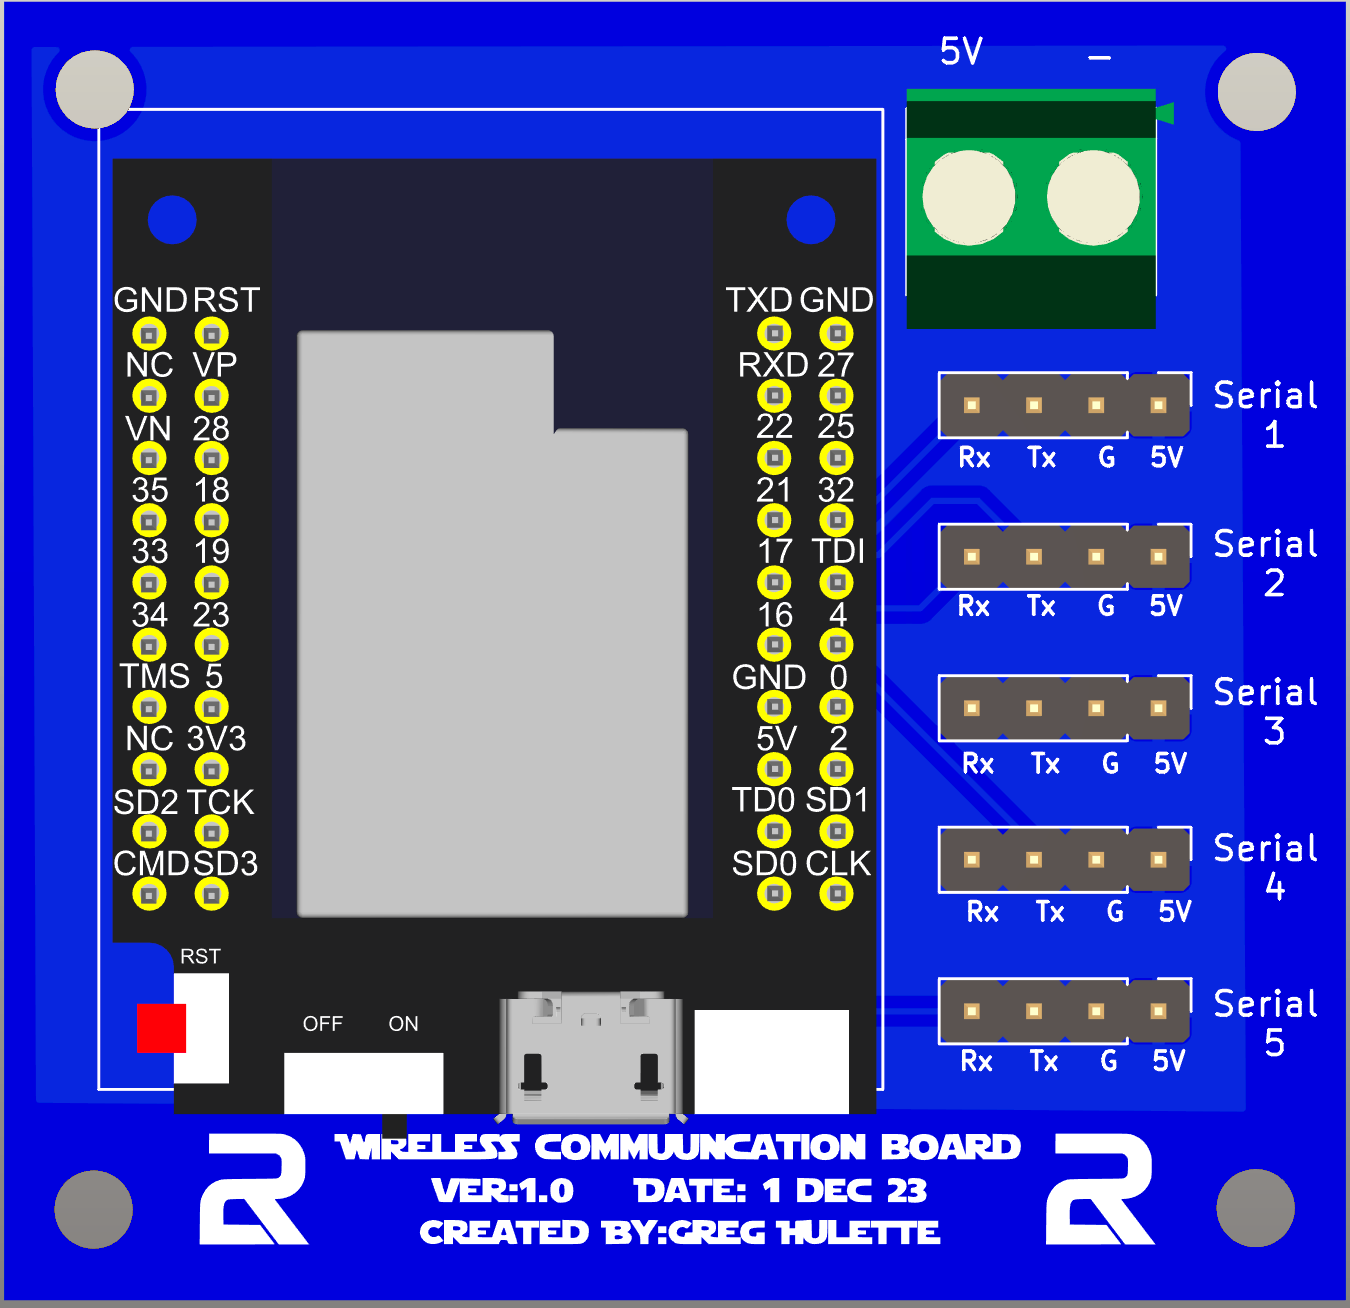 5V –
GND RST TXD GND
NC VP RXD 27
VN 28 22 25
35 18 21 32
33 19 17 TDI
34 23 16 4
TMS 5 GND 0
NC 3V3 5V 2
SD2 TCK TD0 SD1
CMD SD3 SD0 CLK
Serial
1
Rx Tx G 5V
Serial
2
Rx Tx G 5V
Serial
3
Rx Tx G 5V
Serial
4
Rx Tx G 5V
Serial
5
Rx Tx G 5V
RST
OFF ON
WIRELESS COMMUUNCATION BOARD
VER:1.0 DATE: 1 DEC 23
CREATED BY:GREG HULETTE
R R